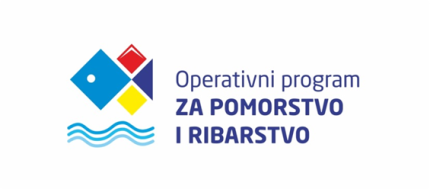 Operativni program
ZA POMORSTVO
I RIBARSTVO